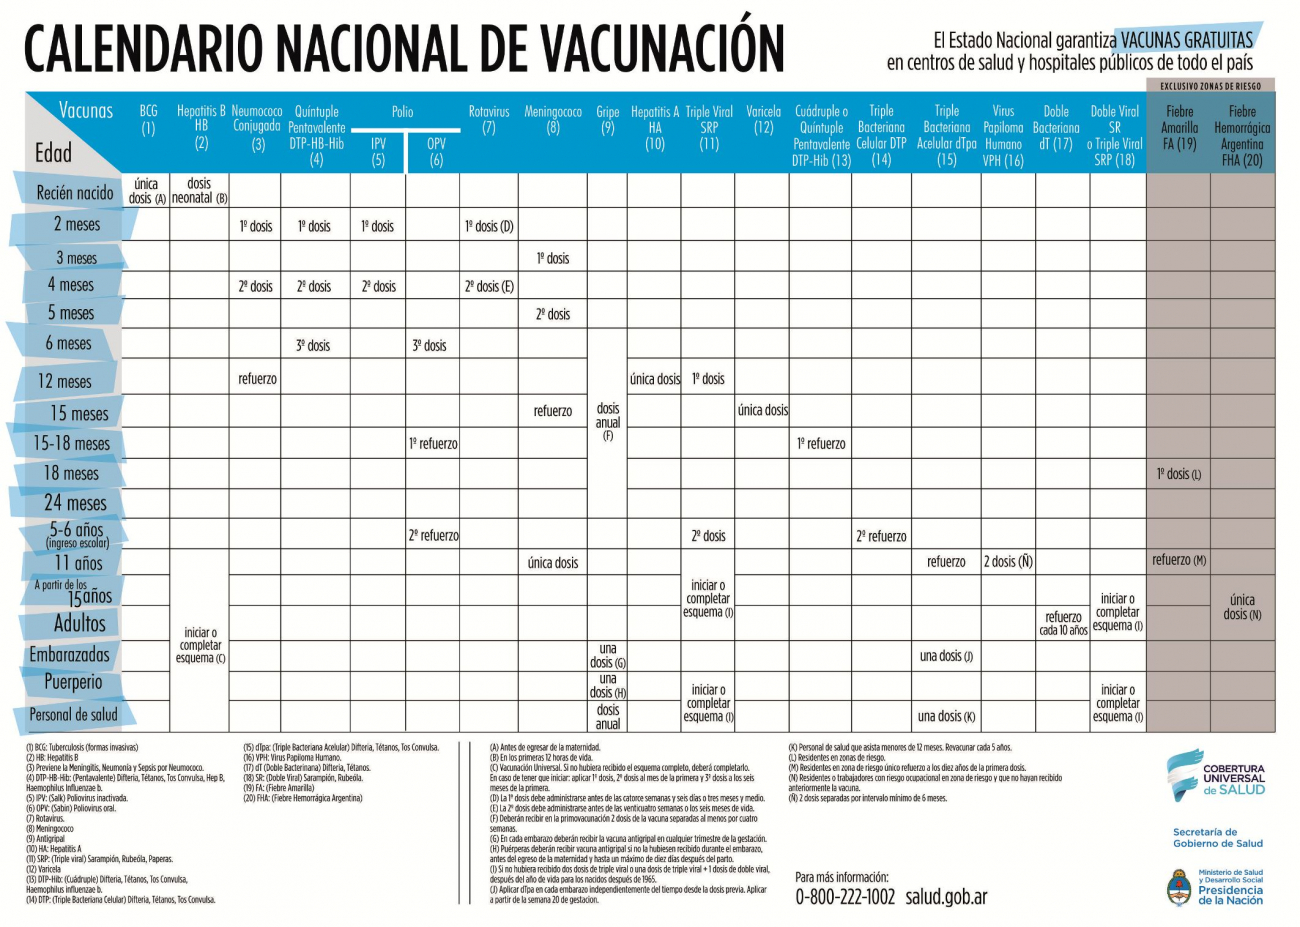 CALENDARIO NACIONAL DE VACUNACIÓN
El Estado Nacional garantiza VACUNAS GRATUITAS
en centros de salud y hospitales públicos de todo el país
EXCLUSIVO ZONAS DE RIESGO
Vacunas
Edad
BCG
(1)
Hepatitis B
HB
(2)
Neumococo
Conjugada
(3)
Quíntuple
Pentavalente
DTP-HB-Hib
(4)
Polio
IPV
(5)
OPV
(6)
Rotavirus
(7)
Meningococo
(8)
Gripe
(9)
Hepatitis A
HA
(10)
Triple Viral
SRP
(11)
Varicela
(12)
Cuádruple o
Quíntuple
Pentavalente
DTP-Hib (13)
Triple
Bacteriana
Celular DTP
(14)
Triple
Bacteriana
Acelular dTpa
(15)
Virus
Papiloma
Humano
VPH (16)
Doble
Bacteriana
dT (17)
Doble Viral
SR
o Triple Viral
SRP (18)
Fiebre
Amarilla
FA (19)
Fiebre
Hemorrágica
Argentina
FHA (20)
Recién nacido
única
dosis (A)
dosis
neonatal (B)
2 meses
1º dosis
1º dosis
1º dosis
1º dosis (D)
3 meses
1º dosis
4 meses
2º dosis
2º dosis
2º dosis
2º dosis (E)
5 meses
2º dosis
6 meses
3º dosis
3º dosis
dosis
anual
(F)
12 meses
refuerzo
única dosis
1º dosis
15 meses
refuerzo
única dosis
15-18 meses
1º refuerzo
1º refuerzo
18 meses
1º dosis (L)
24 meses
5-6 años
(ingreso escolar)
2º refuerzo
2º dosis
2º refuerzo
11 años
iniciar o
completar
esquema (C)
única dosis
iniciar o
completar
esquema (I)
refuerzo
2 dosis (Ñ)
refuerzo (M)
A partir de los
15 años
iniciar o
completar
esquema (I)
única
dosis (N)
Adultos
refuerzo
cada 10 años
Embarazadas
una
dosis (G)
una dosis (J)
Puerperio
una
dosis (H)
iniciar o
completar
esquema (I)
iniciar o
completar
esquema (I)
Personal de salud
dosis
anual
una dosis (K)
(1) BCG: Tuberculosis (formas invasivas)
(2) HB: Hepatitis B
(3) Previene la Meningitis, Neumonía y Sepsis por Neumococo.
(4) DTP-HB-Hib: (Pentavalente) Difteria, Tétanos, Tos Convulsa, Hep B,
Haemophilus Influenzae b.
(5) IPV: (Salk) Poliovirus inactivada.
(6) OPV: (Sabin) Poliovirus oral.
(7) Rotavirus.
(8) Meningococo
(9) Antigripal
(10) HA: Hepatitis A
(11) SRP: (Triple viral) Sarampión, Rubeóla, Paperas.
(12) Varicela
(13) DTP-Hib: (Cuádruple) Difteria, Tétanos, Tos Convulsa,
Haemophilus influenzae b.
(14) DTP: (Triple Bacteriana Celular) Difteria, Tétanos, Tos Convulsa.
(15) dTpa: (Triple Bacteriana Acelular) Difteria, Tétanos, Tos Convulsa.
(16) VPH: Virus Papiloma Humano.
(17) dT (Doble Bacterinana) Difteria, Tétanos.
(18) SR: (Doble Viral) Sarampión, Rubeóla.
(19) FA: (Fiebre Amarilla)
(20) FHA: (Fiebre Hemorrágica Argentina)
(A) Antes de egresar de la maternidad.
(B) En los primeras 12 horas de vida.
(C) Vacunación Universal. Si no hubiera recibido el esquema completo, deberá completarlo.
En caso de tener que iniciar: aplicar 1º dosis, 2º dosis al mes de la primera y 3º dosis a los seis
meses de la primera.
(D) La 1º dosis debe administrarse antes de las catorce semanas y seis días o tres meses y medio.
(E) La 2º dosis debe administrarse antes de las venticuatro semanas o los seis meses de vida.
(F) Deberán recibir en la primovacunación 2 dosis de la vacuna separadas al menos por cuatro
semanas.
(G) En cada embarazo deberán recibir la vacuna antigripal en cualquier trimestre de la gestación.
(H) Puérperas deberán recibir vacuna antigripal si no la hubiesen recibido durante el embarazo,
antes del egreso de la maternidad y hasta un máximo de diez días después del parto.
(I) Si no hubiera recibido dos dosis de triple viral o una dosis de triple viral + 1 dosis de doble viral,
después del año de vida para los nacidos después de 1965.
(J) Aplicar dTpa en cada embarazo independientemente del tiempo desde la dosis previa. Aplicar
a partir de la semana 20 de gestacion.
(K) Personal de salud que asista menores de 12 meses. Revacunar cada 5 años.
(L) Residentes en zonas de riesgo.
(M) Residentes en zona de riesgo único refuerzo a los diez años de la primera dosis.
(N) Residentes o trabajadores con riesgo ocupacional en zona de riesgo y que no hayan recibido
anteriormente la vacuna.
(Ñ) 2 dosis separadas por intervalo mínimo de 6 meses.
Para más información:
0-800-222-1002 salud.gob.ar
COBERTURA
UNIVERSAL
de SALUD
Secretaría de
Gobierno de Salud
Ministerio de Salud
y Desarrollo Social
Presidencia
de la Nación